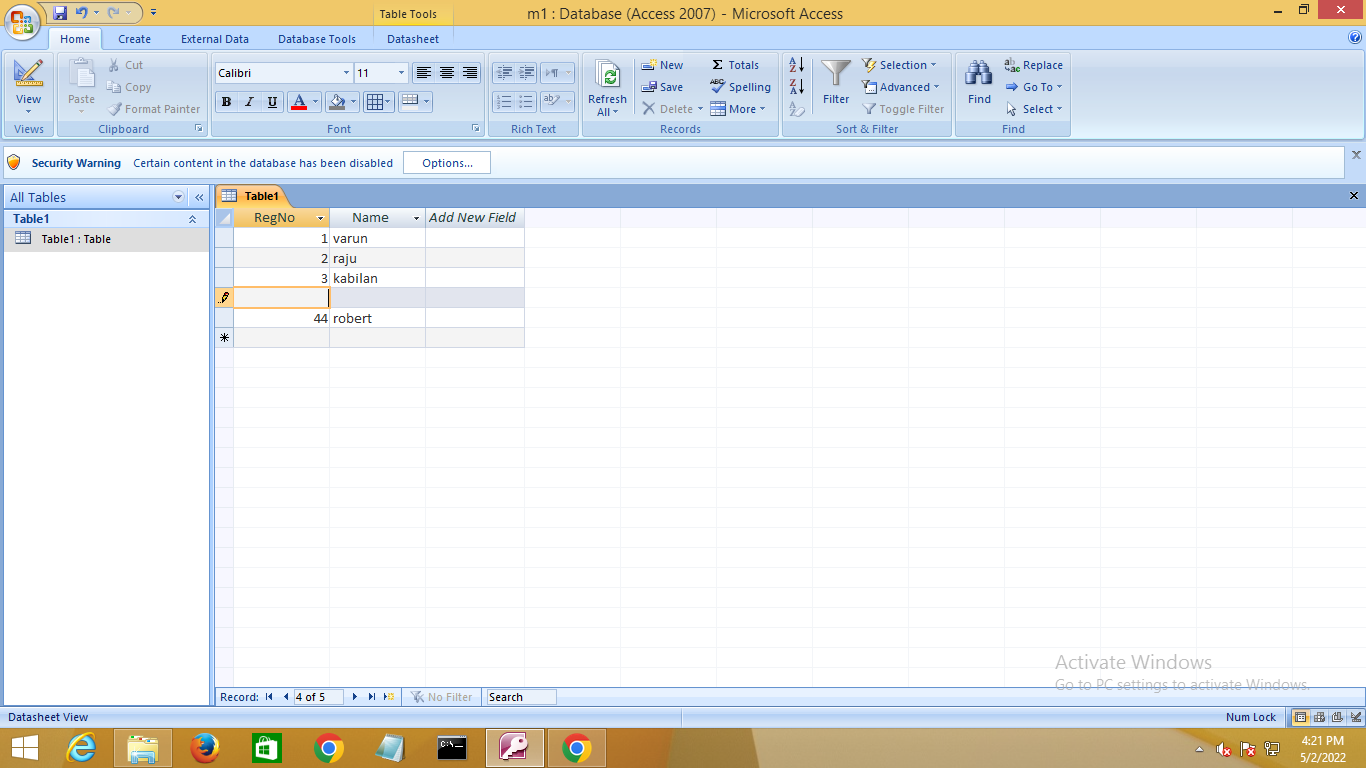 Table Tools
m1 : Database (Access 2007) - Microsoft Access
Home Create External Data Database Tools Datasheet
View
Views
Paste
Cut
Copy
Format Painter
Clipboard
Calibri 11
B I U A
Font
Rich Text
Refresh
All
New
Save
Delete
Σ Totals
ABC Spelling
More
Records
A
Z
Z
A
Filter
Selection
Advanced
Toggle Filter
Sort & Filter
Find
Replace
Go To
Select
Find
Security Warning Certain content in the database has been disabled Options...
All Tables «
Table1
Table1 : Table
Table1
RegNo Name Add New Field
1 varun
2 raju
3 kabilan
44 robert
Record: 4 of 5 No Filter Search
Activate Windows
Go to PC settings to activate Windows.
Datasheet View Num Lock
C:\
4:21 PM
5/2/2022